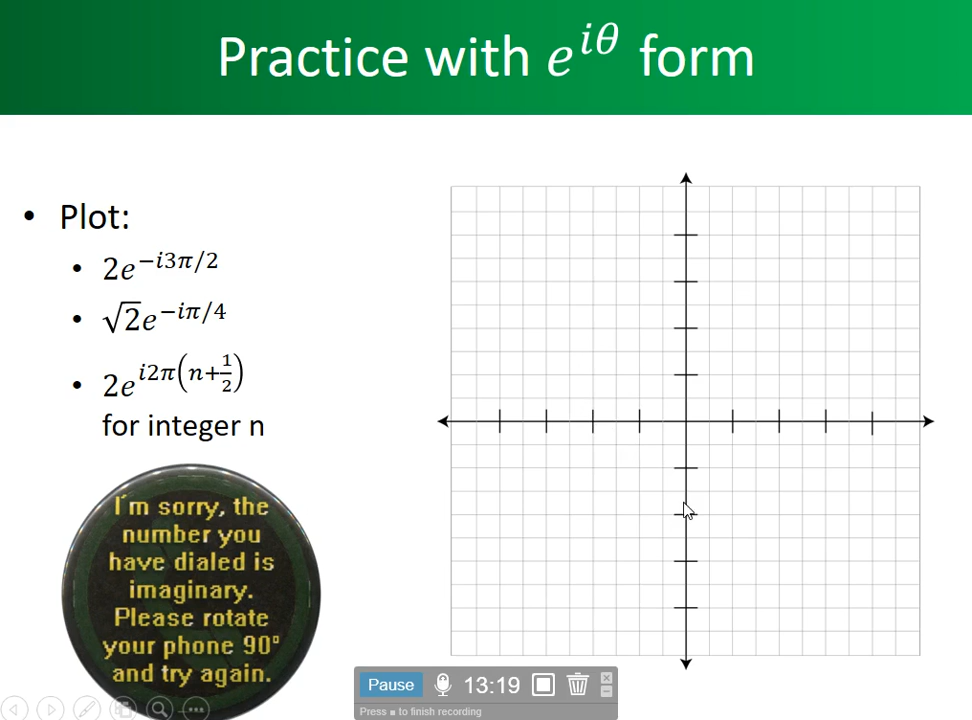 Practice with e^{iθ} form
• Plot:
• 2e^{−i3π/2}
• √2e^{−iπ/4}
• 2e^{i2π(n+1/2)}
for integer n
I'm sorry, the
number you
have dialed is
imaginary.
Please rotate
your phone 90°
and try again.
Pause 13:19
Press ■ to finish recording